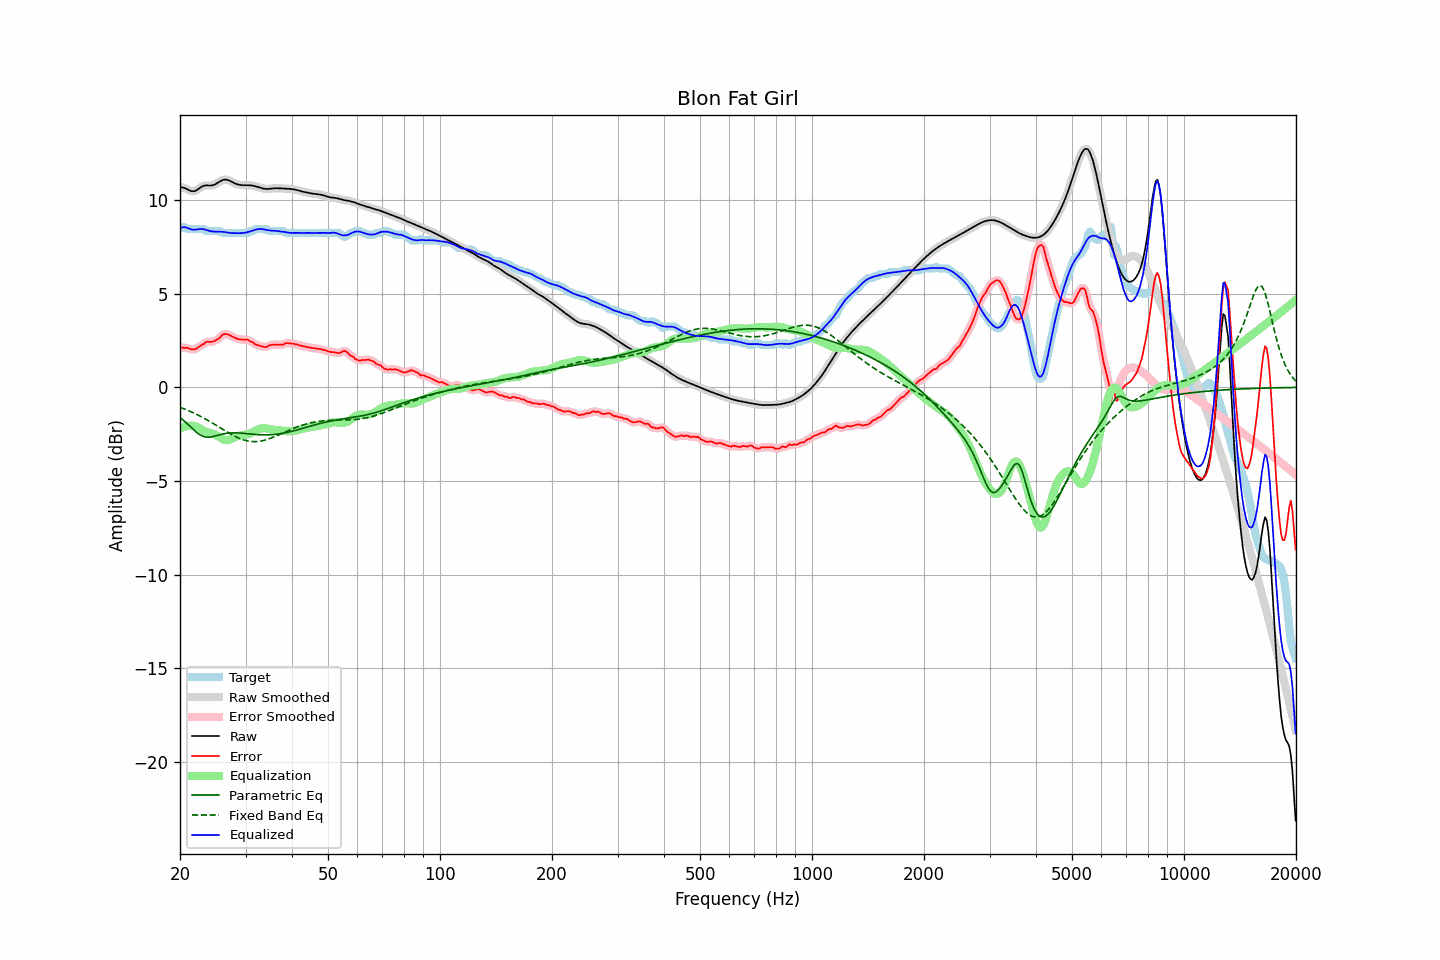 Blon Fat Girl
10
5
0
−5
−10
−15
−20
Amplitude (dBr)
Target
Raw Smoothed
Error Smoothed
Raw
Error
Equalization
Parametric Eq
Fixed Band Eq
Equalized
20
50
100
200
500
1000
2000
5000
10000
20000
Frequency (Hz)